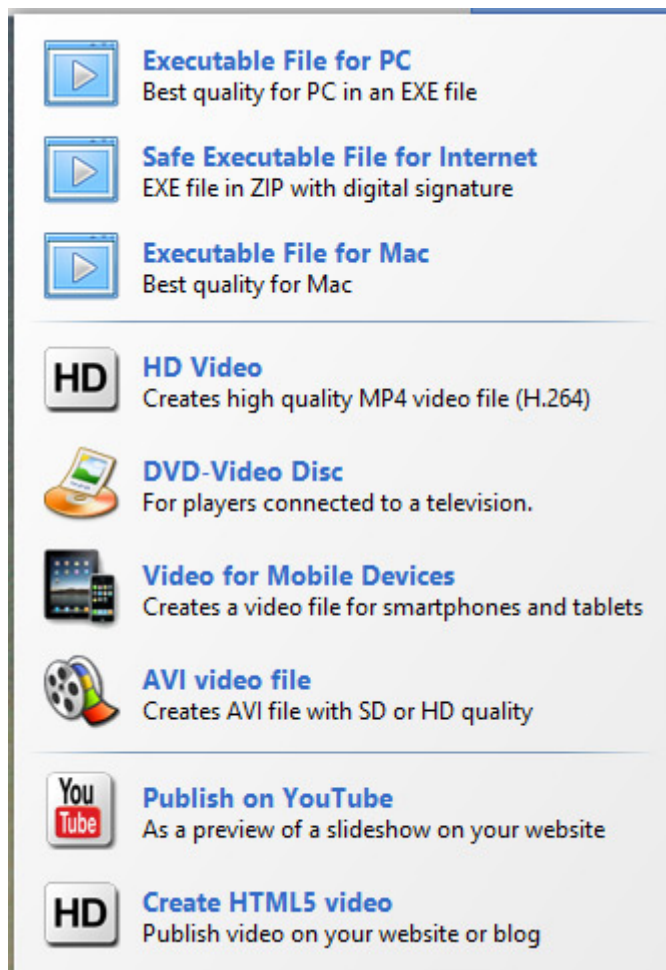 Executable File for PC
Best quality for PC in an EXE file
Safe Executable File for Internet
EXE file in ZIP with digital signature
Executable File for Mac
Best quality for Mac
HD
HD Video
Creates high quality MP4 video file (H.264)
DVD-Video Disc
For players connected to a television.
Video for Mobile Devices
Creates a video file for smartphones and tablets
AVI video file
Creates AVI file with SD or HD quality
You
Tube
Publish on YouTube
As a preview of a slideshow on your website
HD
Create HTML5 video
Publish video on your website or blog